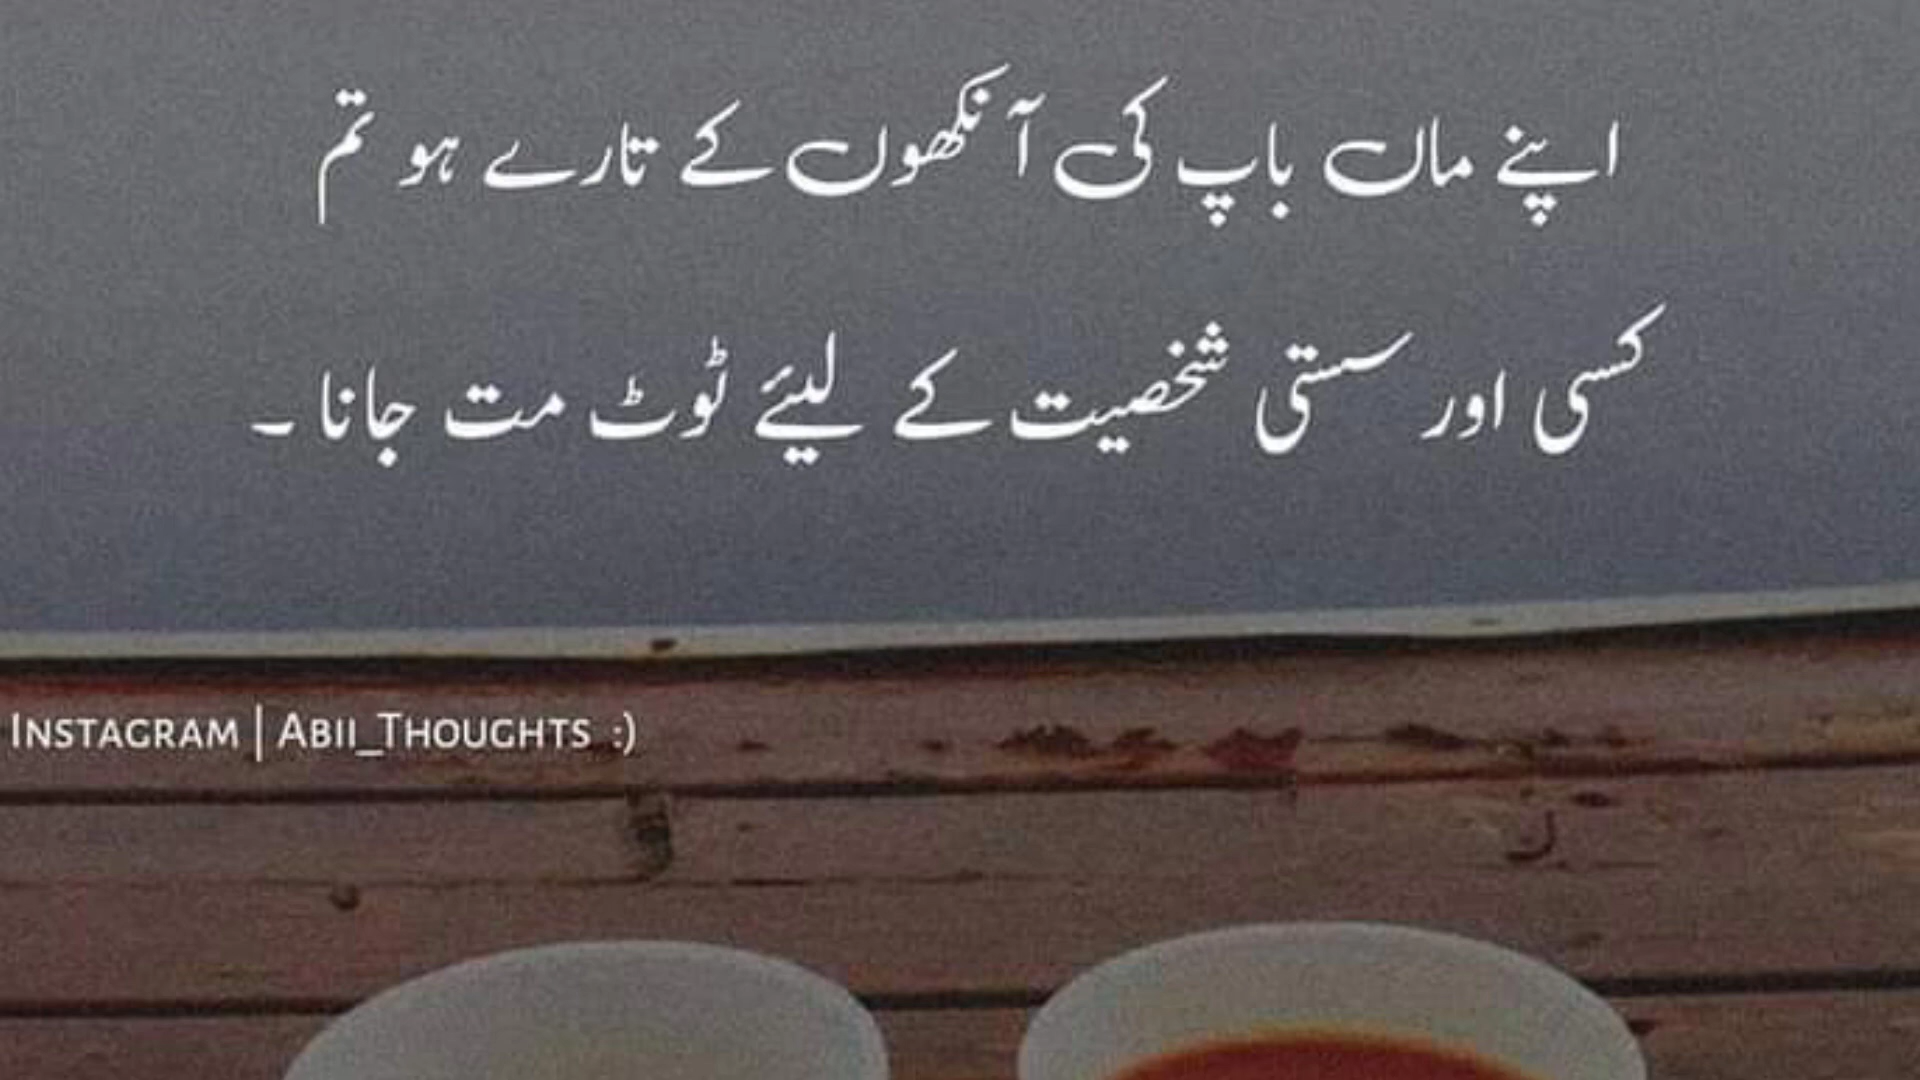 اپنے ماں باپ کی آنکھوں کے تارے ہو تم
کسی اور سستی شخصیت کے لیئے ٹوٹ مت جانا ۔
INSTAGRAM | ABII_THOUGHTS :)